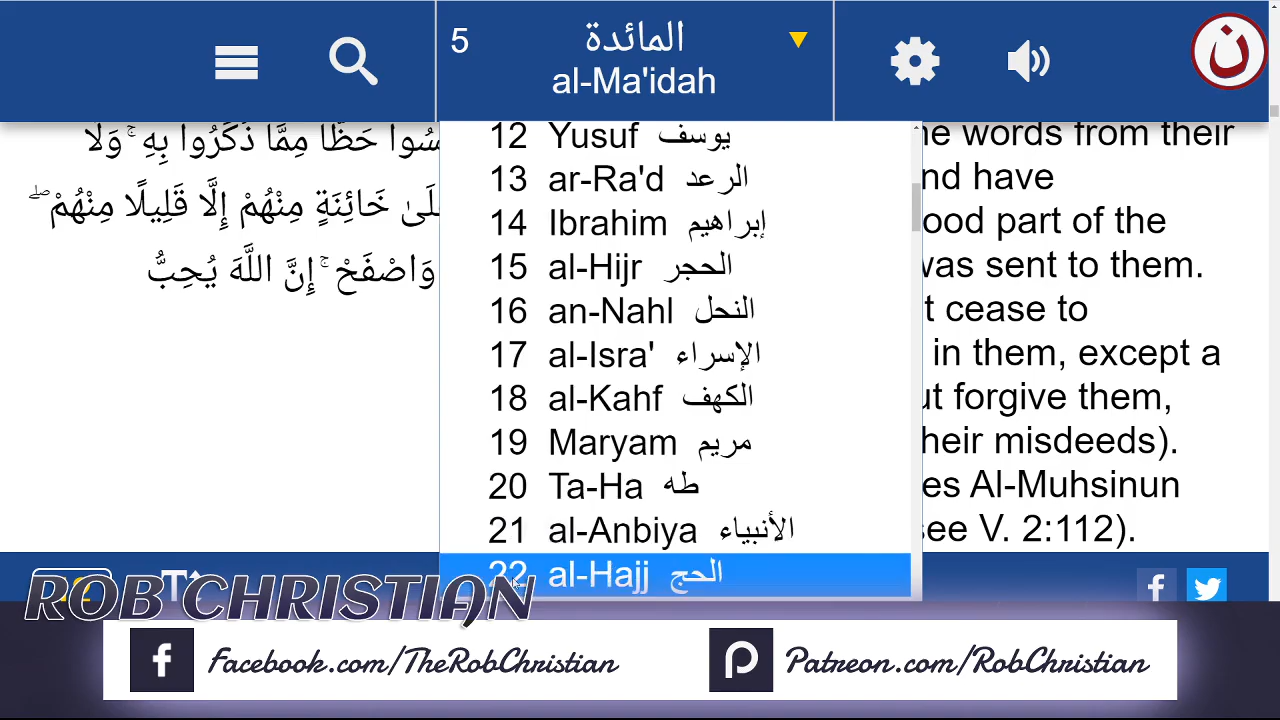 5 المائدة
al-Ma'idah
ن
سُوا حَظًّا مِمَّا ذُكِّرُوا بِهِ ۚ وَلَا
لَىٰ خَائِنَةٍ مِنْهُمْ إِلَّا قَلِيلًا مِنْهُمْ ۖ
وَاصْفَحْ ۚ إِنَّ اللَّهَ يُحِبُّ
12 Yusuf يوسف
13 ar-Ra'd الرعد
14 Ibrahim إبراهيم
15 al-Hijr الحجر
16 an-Nahl النحل
17 al-Isra' الإسراء
18 al-Kahf الكهف
19 Maryam مريم
20 Ta-Ha طه
21 al-Anbiya الأنبياء
22 al-Hajj الحج
he words from their
nd have
ood part of the
was sent to them.
t cease to
in them, except a
ut forgive them,
heir misdeeds).
es Al-Muhsinun
see V. 2:112).
ROB CHRISTIAN
Facebook.com/TheRobChristian
Patreon.com/RobChristian